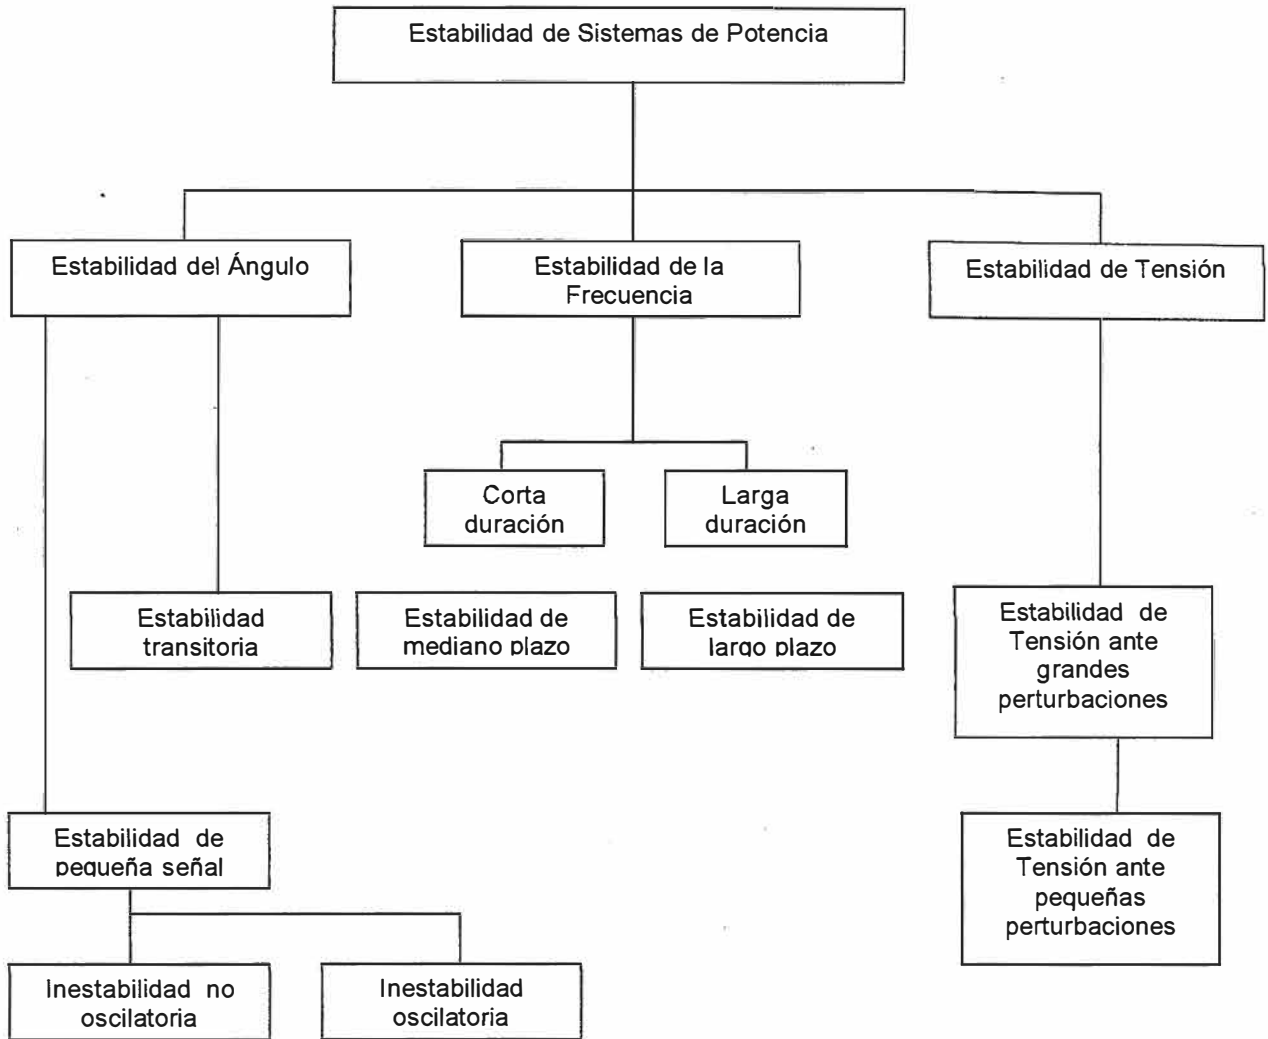 Estabilidad de Sistemas de Potencia
Estabilidad del Ángulo
Estabilidad de la
Frecuencia
Estabilidad de Tensión
Corta
duración
Larga
duración
Estabilidad
transitoria
Estabilidad de
mediano plazo
Estabilidad de
largo plazo
Estabilidad de
Tensión ante
grandes
perturbaciones
Estabilidad de
pequeña señal
Estabilidad de
Tensión ante
pequeñas
perturbaciones
Inestabilidad no
oscilatoria
Inestabilidad
oscilatoria